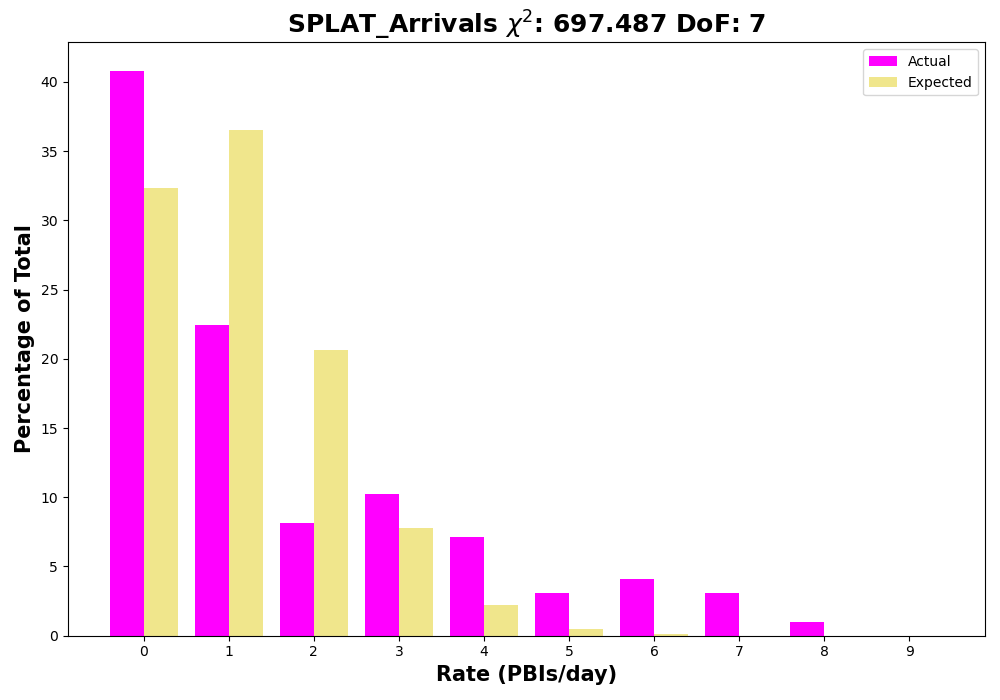 SPLAT_Arrivals χ²: 697.487 DoF: 7
Actual
Expected
Percentage of Total
40
35
30
25
20
15
10
5
0
0 1 2 3 4 5 6 7 8 9
Rate (PBIs/day)